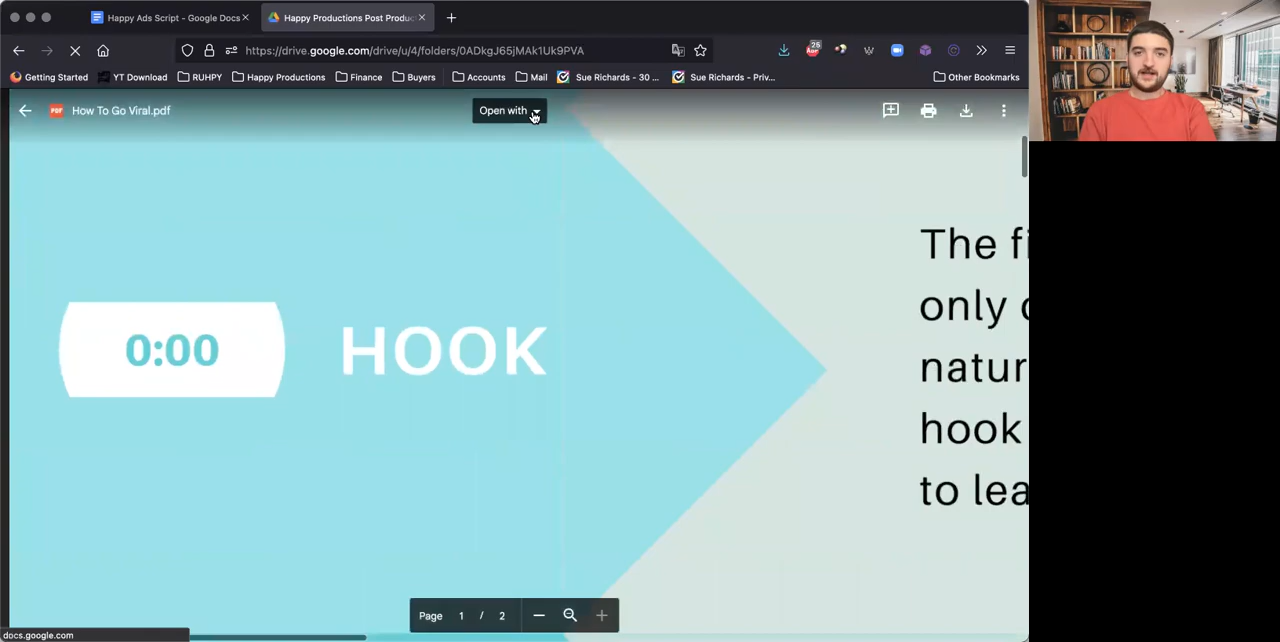 Happy Ads Script - Google Docs
Happy Productions Post Produc
https://drive.google.com/drive/u/4/folders/0ADkgJ65jMAk1Uk9PVA
25
Getting Started
YT Download
RUHPY
Happy Productions
Finance
Buyers
Accounts
Mail
Sue Richards - 30 ...
Sue Richards - Priv...
Other Bookmarks
PDF
How To Go Viral.pdf
Open with
0:00
HOOK
The fi
only
natur
hook
to lea
Page 1 / 2
docs.google.com